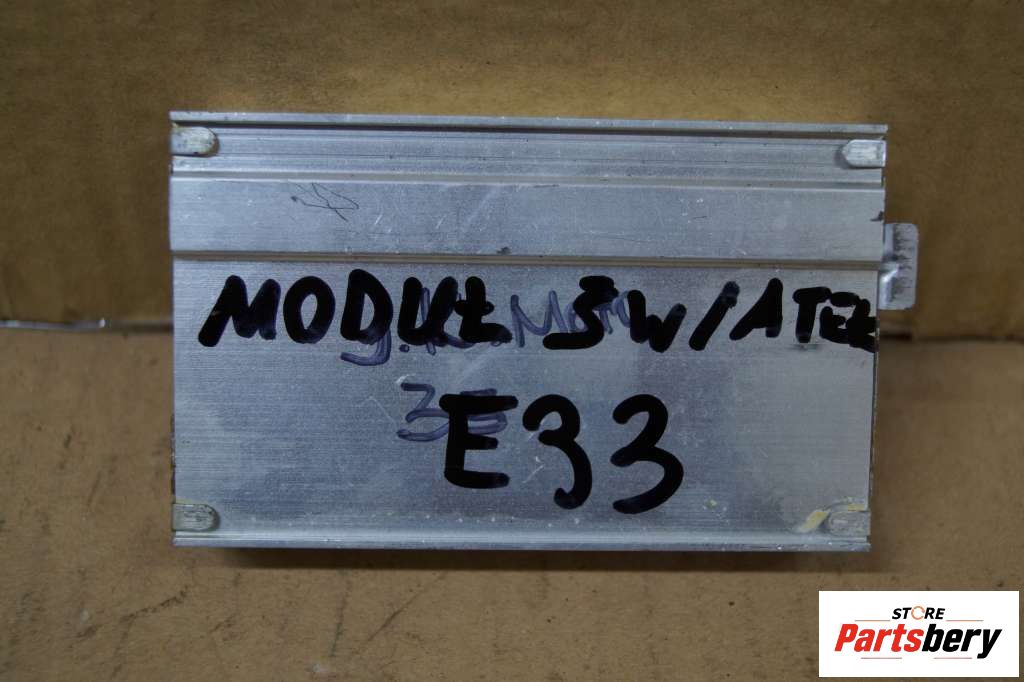 MODUŁ ŚWIATEŁ
E33
STORE
Partsbery